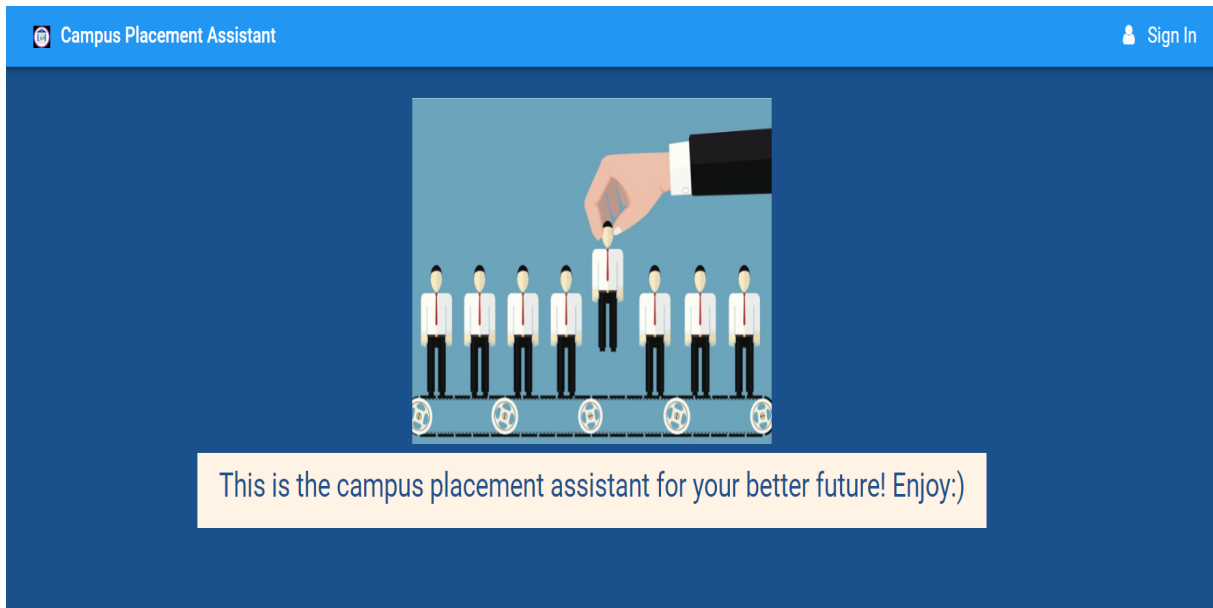 Campus Placement Assistant
Sign In
This is the campus placement assistant for your better future! Enjoy:)